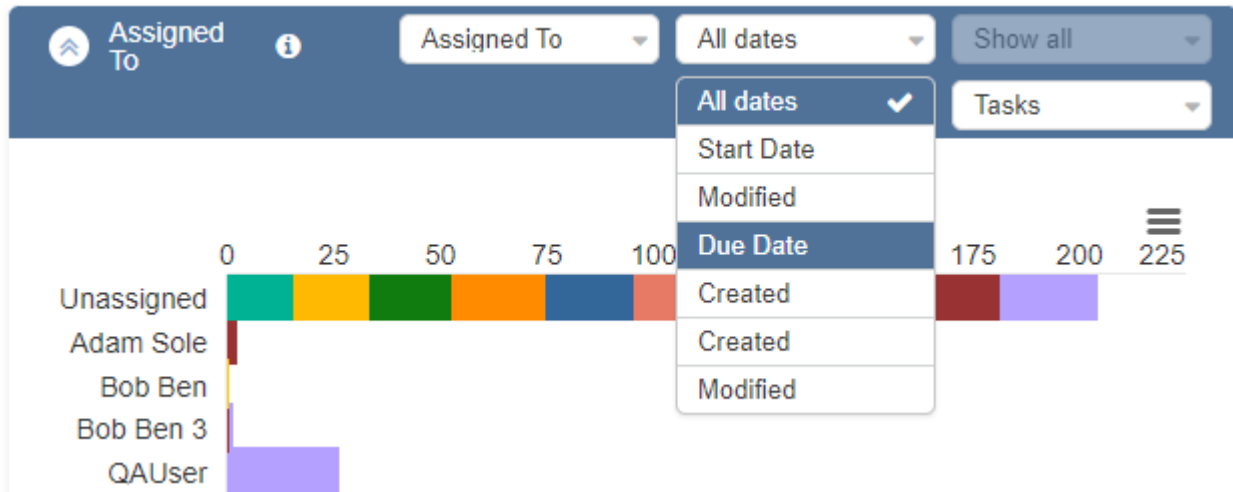 Assigned To
Assigned To
All dates
Show all
All dates
Tasks
Start Date
Modified
Due Date
Created
Created
Modified
0 25 50 75 100 175 200 225
Unassigned
Adam Sole
Bob Ben
Bob Ben 3
QAUser